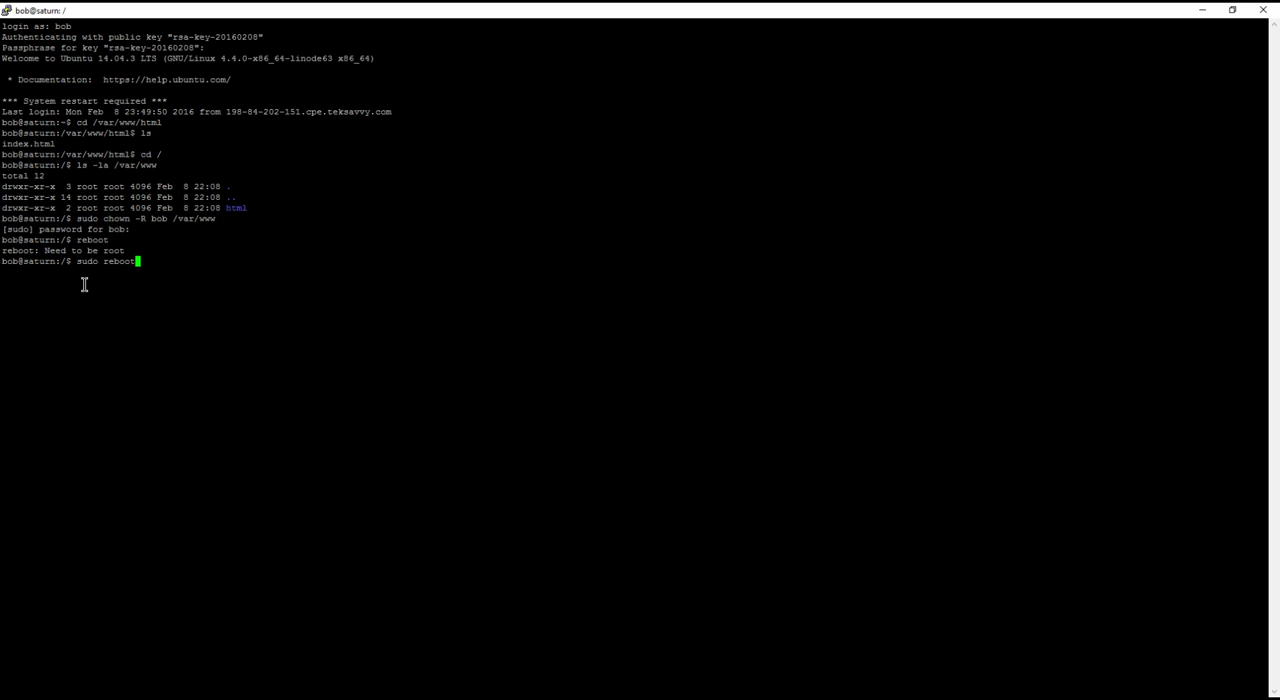 bob@saturn: /
login as: bob
Authenticating with public key "rsa-key-20160208"
Passphrase for key "rsa-key-20160208":
Welcome to Ubuntu 14.04.3 LTS (GNU/Linux 4.4.0-x86_64-linode63 x86_64)
* Documentation:  https://help.ubuntu.com/
*** System restart required ***
Last login: Mon Feb  8 23:49:50 2016 from 198-84-202-151.cpe.teksavvy.com
bob@saturn:~$ cd /var/www/html
bob@saturn:/var/www/html$ ls
index.html
bob@saturn:/var/www/html$ cd /
bob@saturn:/$ ls -la /var/www
total 12
drwxr-xr-x  3 root root 4096 Feb  8 22:08 .
drwxr-xr-x 14 root root 4096 Feb  8 22:08 ..
drwxr-xr-x  2 root root 4096 Feb  8 22:08 html
bob@saturn:/$ sudo chown -R bob /var/www
[sudo] password for bob:
bob@saturn:/$ reboot
reboot: Need to be root
bob@saturn:/$ sudo reboot